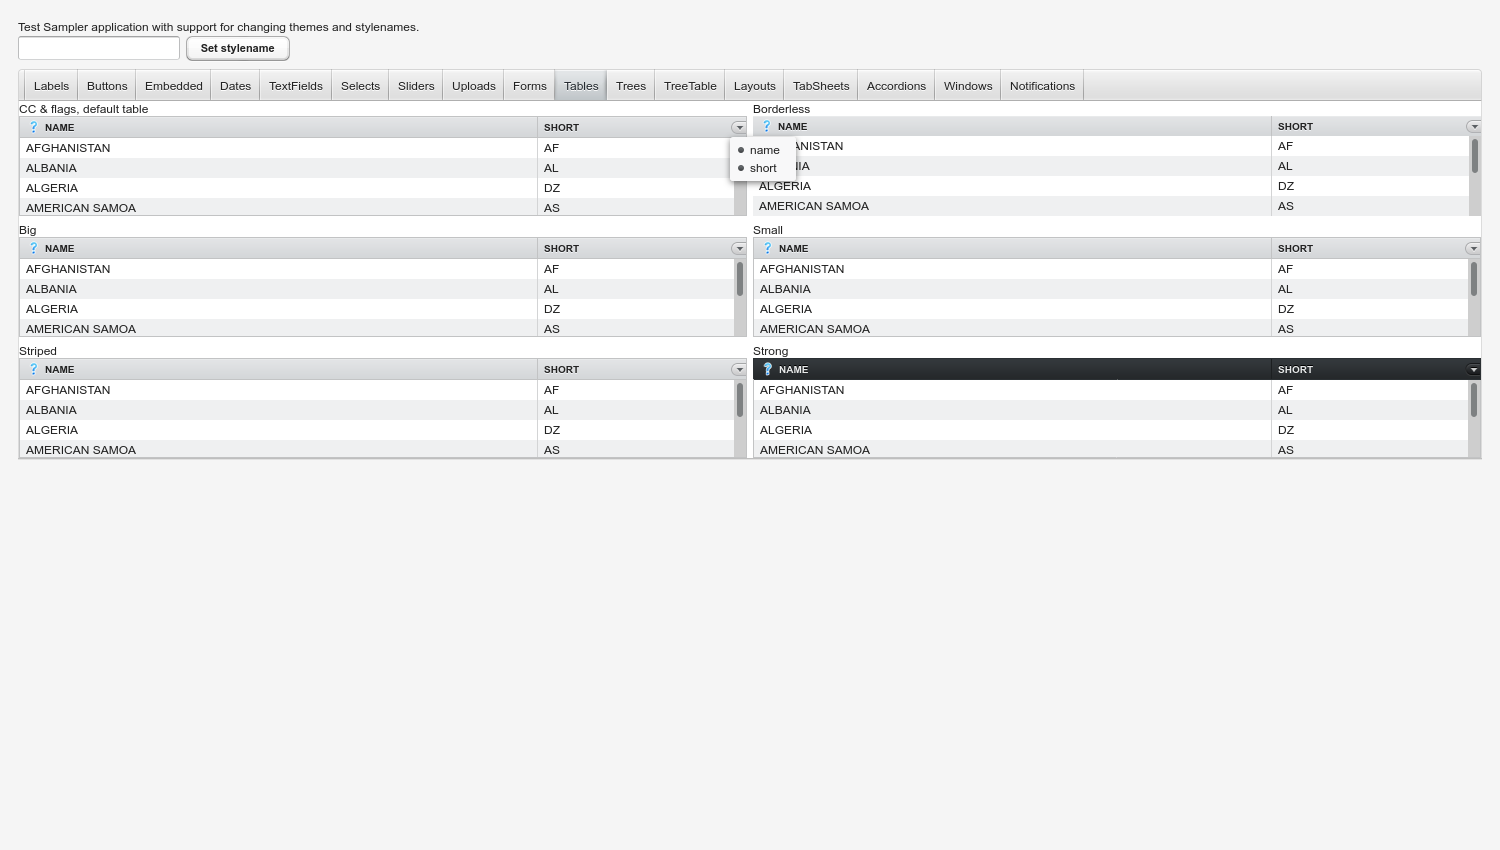 Test Sampler application with support for changing themes and stylenames.
Set stylename
Labels Buttons Embedded Dates TextFields Selects Sliders Uploads Forms Tables Trees TreeTable Layouts TabSheets Accordions Windows Notifications
CC & flags, default table
NAME SHORT
AFGHANISTAN AF
ALBANIA AL
ALGERIA DZ
AMERICAN SAMOA AS
name
short
Borderless
NAME SHORT
ANISTAN AF
IA AL
ALGERIA DZ
AMERICAN SAMOA AS
Big
NAME SHORT
AFGHANISTAN AF
ALBANIA AL
ALGERIA DZ
AMERICAN SAMOA AS
Small
NAME SHORT
AFGHANISTAN AF
ALBANIA AL
ALGERIA DZ
AMERICAN SAMOA AS
Striped
NAME SHORT
AFGHANISTAN AF
ALBANIA AL
ALGERIA DZ
AMERICAN SAMOA AS
Strong
NAME SHORT
AFGHANISTAN AF
ALBANIA AL
ALGERIA DZ
AMERICAN SAMOA AS